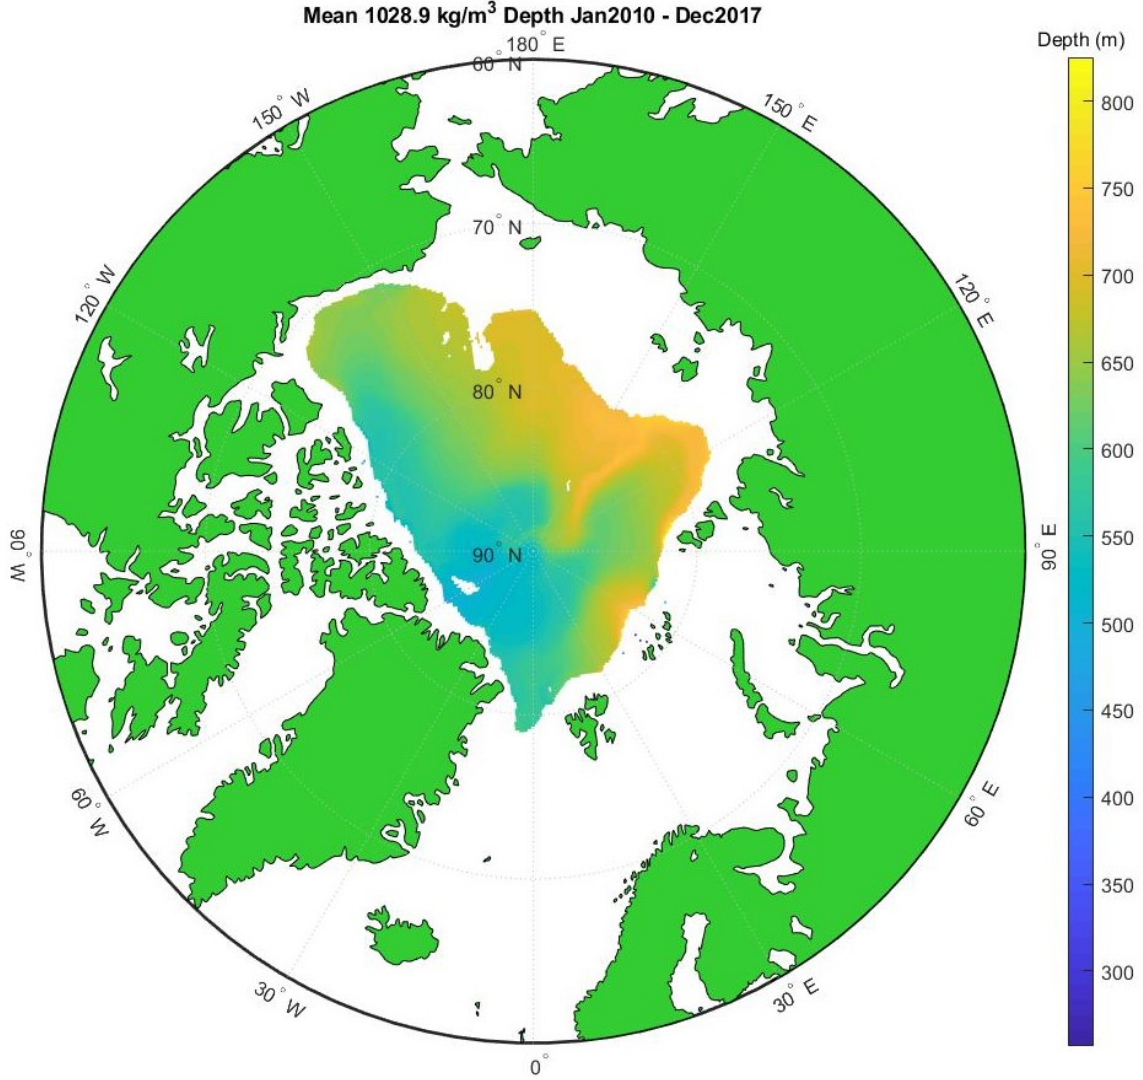 Mean 1028.9 kg/m³ Depth Jan2010 - Dec2017
Depth (m)
180° E
60° N
150° W
150° E
70° N
120° W
120° E
80° N
90° W
90° N
90° E
60° W
60° E
30° W
30° E
0°
800
750
700
650
600
550
500
450
400
350
300